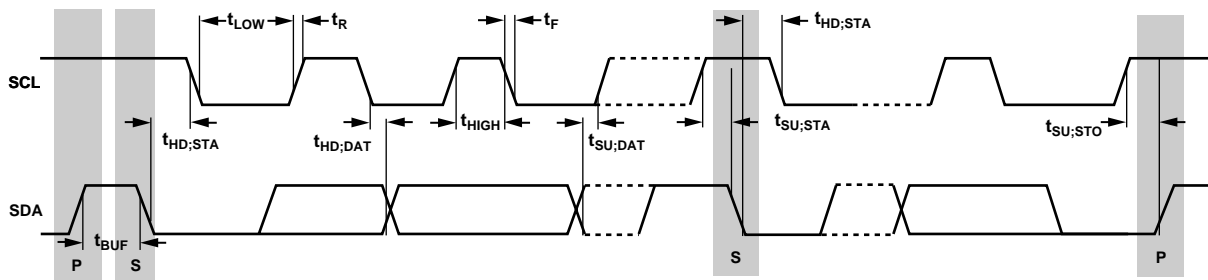 tLOW tR tF tHD;STA
SCL
tHD;STA tHD;DAT tHIGH tSU;DAT tSU;STA tSU;STO
SDA
tBUF
P S S P